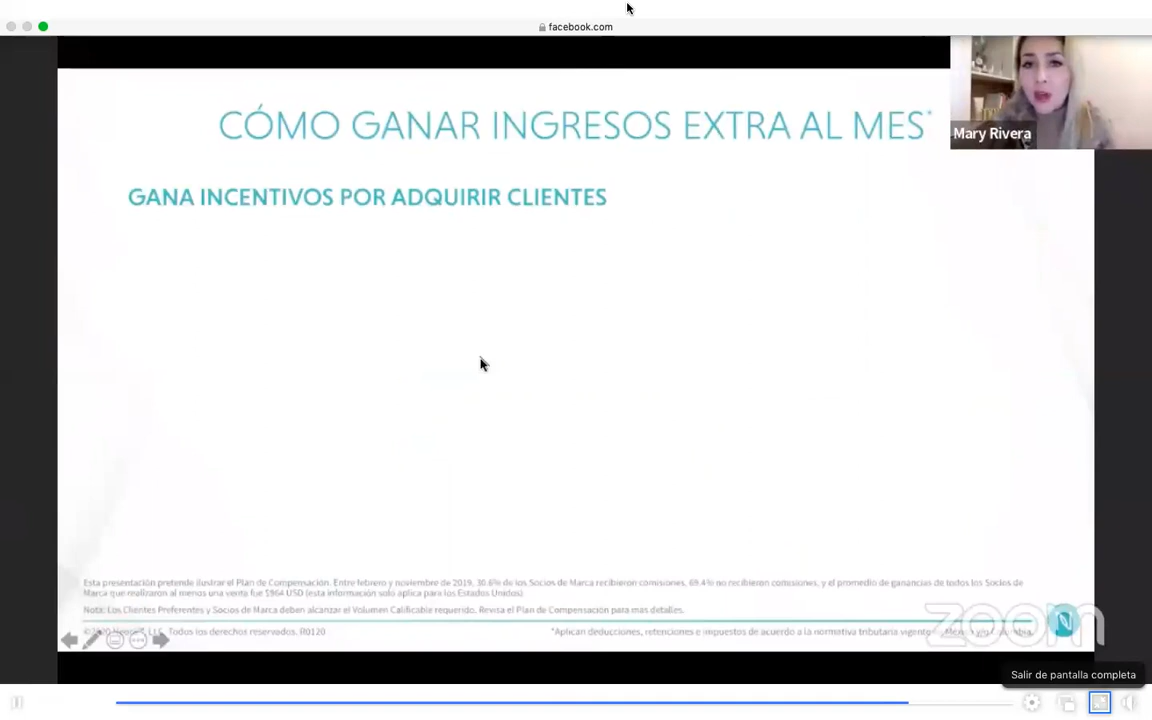 facebook.com
CÓMO GANAR INGRESOS EXTRA AL MES*
Mary Rivera
GANA INCENTIVOS POR ADQUIRIR CLIENTES
Esta presentación pretende ilustrar el Plan de Compensación. Entre febrero y noviembre de 2019, 30.6% de los Socios de Marca recibieron comisiones, 69.4% no recibieron comisiones, y el promedio de ganancias de todos los Socios de
Marca que realizaron al menos una venta fue $964 USD (esta información solo aplica para los Estados Unidos).
Nota: Los Clientes Preferentes y Socios de Marca deben alcanzar el Volumen Calificable requerido. Revisa el Plan de Compensación para más detalles.
zoom
LLC. Todos los derechos reservados. R0120
*Aplican deducciones, retenciones e impuestos de acuerdo a la normativa tributaria vigente
Salir de pantalla completa